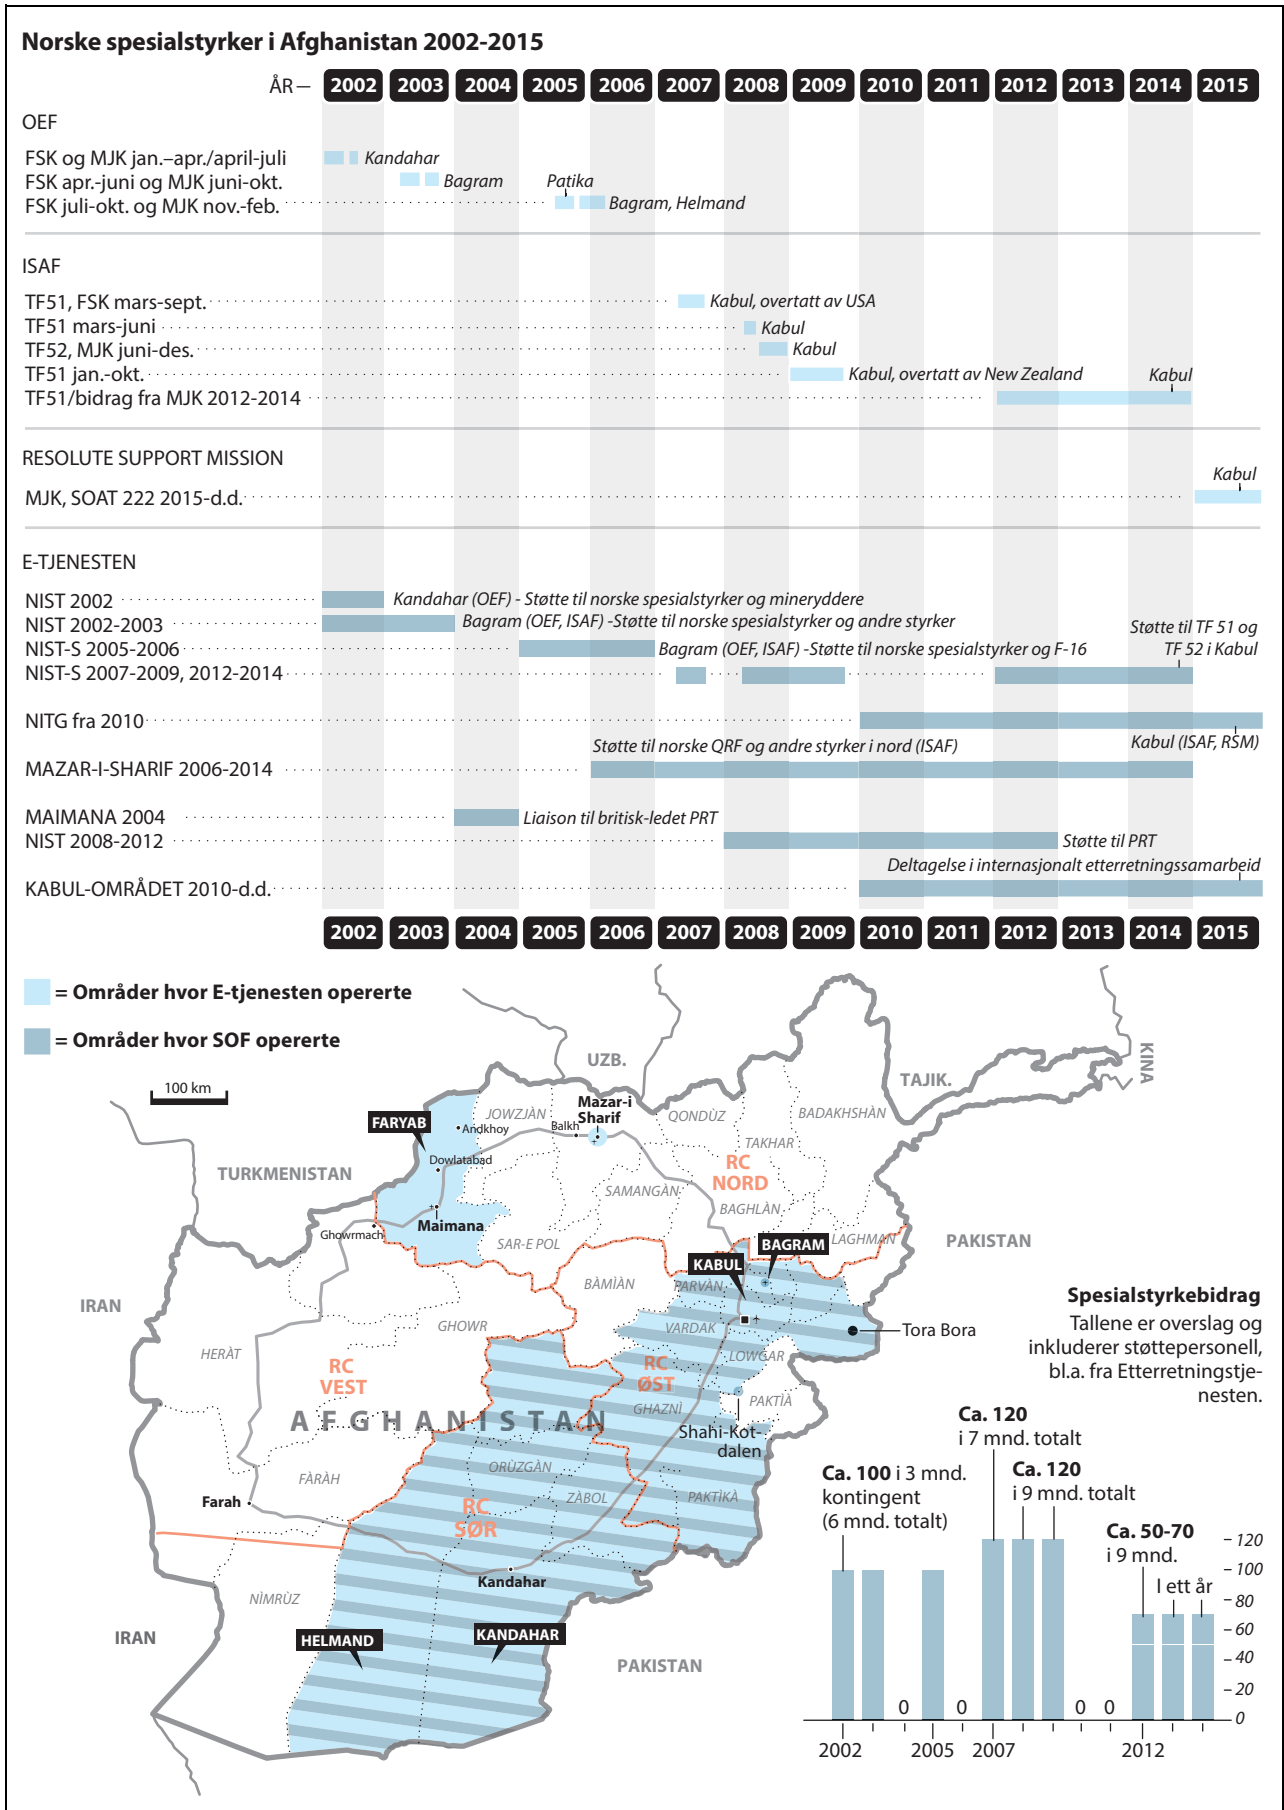 Norske spesialstyrker i Afghanistan 2002-2015
ÅR – 2002 2003 2004 2005 2006 2007 2008 2009 2010 2011 2012 2013 2014 2015
OEF
FSK og MJK jan.–apr./april-juli Kandahar
FSK apr.-juni og MJK juni-okt. Bagram Patika
FSK juli-okt. og MJK nov.-feb. Bagram, Helmand
ISAF
TF51, FSK mars-sept. Kabul, overtatt av USA
TF51 mars-juni Kabul
TF52, MJK juni-des. Kabul
TF51 jan.-okt. Kabul, overtatt av New Zealand Kabul
TF51/bidrag fra MJK 2012-2014
RESOLUTE SUPPORT MISSION
Kabul
MJK, SOAT 222 2015-d.d.
E-TJENESTEN
NIST 2002 Kandahar (OEF) - Støtte til norske spesialstyrker og mineryddere
NIST 2002-2003 Bagram (OEF, ISAF) -Støtte til norske spesialstyrker og andre styrker
Støtte til TF 51 og
TF 52 i Kabul
NIST-S 2005-2006 Bagram (OEF, ISAF) -Støtte til norske spesialstyrker og F-16
NIST-S 2007-2009, 2012-2014
NITG fra 2010
Kabul (ISAF, RSM)
Støtte til norske QRF og andre styrker i nord (ISAF)
MAZAR-I-SHARIF 2006-2014
MAIMANA 2004 Liaison til britisk-ledet PRT
NIST 2008-2012 Støtte til PRT
Deltagelse i internasjonalt etterretningssamarbeid
KABUL-OMRÅDET 2010-d.d.
2002 2003 2004 2005 2006 2007 2008 2009 2010 2011 2012 2013 2014 2015
= Områder hvor E-tjenesten opererte
= Områder hvor SOF opererte
100 km
UZB.
TAJIK.
KINA
TURKMENISTAN
PAKISTAN
IRAN
IRAN
PAKISTAN
AFGHANISTAN
FARYAB
JOWZJÀN
Mazar-i
Sharif
Balkh
Andkhoy
Dowlatabad
Maimana
Ghowrmach
QONDÙZ
BADAKHSHÀN
TAKHAR
RC
NORD
SAMANGÀN
BAGHLÀN
SAR-E POL
LAGHMAN
BAGRAM
KABUL
BÀMÌÀN
PARVÀN
GHOWR
VARDAK
LOWGAR
Tora Bora
HERÀT
RC
VEST
RC
ØST
GHAZNÌ
PAKTÌÀ
Shahi-Kot-
dalen
FÀRÀH
Farah
ORÙZGÀN
ZÀBOL
PAKTÌKÀ
RC
SØR
Kandahar
NÌMRÙZ
HELMAND
KANDAHAR
Spesialstyrkebidrag
Tallene er overslag og
inkluderer støttepersonell,
bl.a. fra Etterretningstje-
nesten.
Ca. 120
i 7 mnd. totalt
Ca. 100 i 3 mnd.
kontingent
(6 mnd. totalt)
Ca. 120
i 9 mnd. totalt
Ca. 50-70
i 9 mnd.
I ett år
120
100
80
60
40
20
0
0 0 0 0
2002 2005 2007 2012